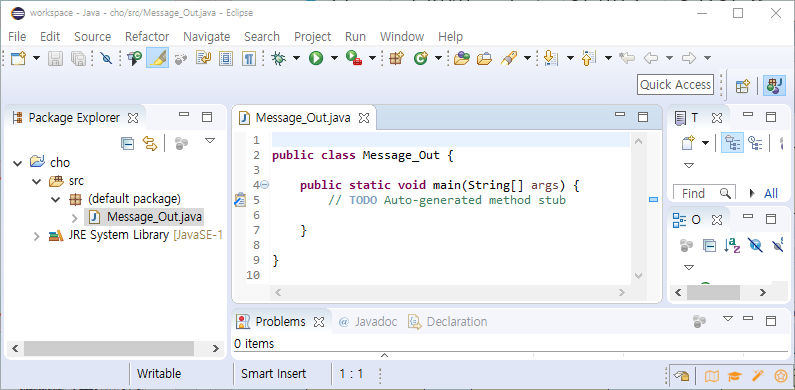 workspace - Java - cho/src/Message_Out.java - Eclipse
File Edit Source Refactor Navigate Search Project Run Window Help
Quick Access
Package Explorer
cho
src
(default package)
Message_Out.java
JRE System Library [JavaSE-1
Message_Out.java
1
2 public class Message_Out {
3
4 public static void main(String[] args) {
5 // TODO Auto-generated method stub
6
7 }
8
9 }
10
T
Find
All
O
Problems @ Javadoc Declaration
0 items
Writable Smart Insert 1 : 1